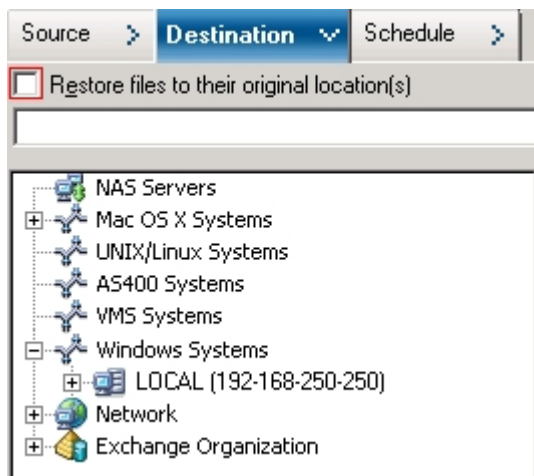 Source > Destination Schedule >
Restore files to their original location(s)
NAS Servers
Mac OS X Systems
UNIX/Linux Systems
AS400 Systems
VMS Systems
Windows Systems
LOCAL (192-168-250-250)
Network
Exchange Organization